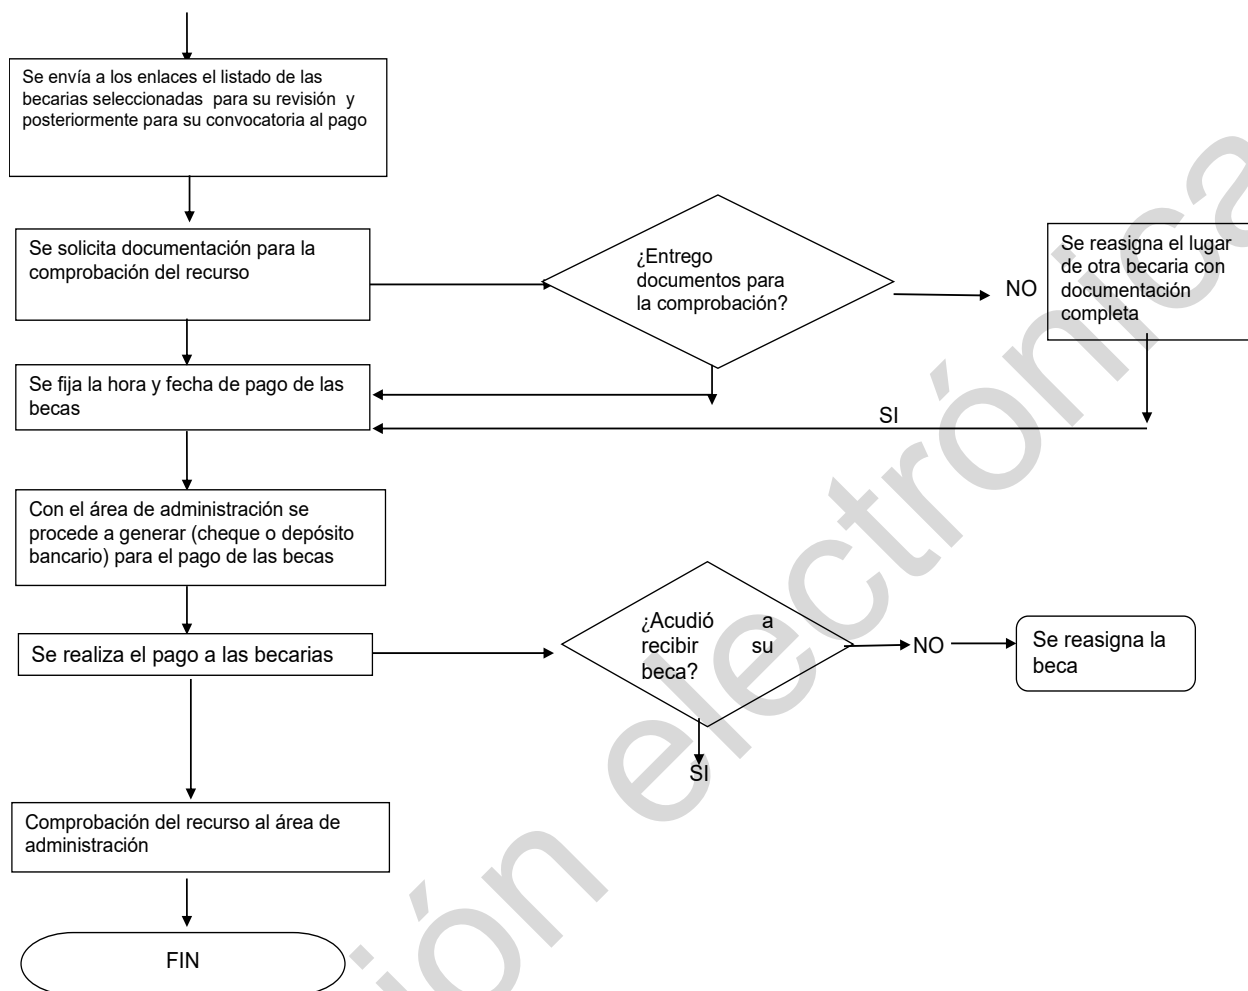 Se envía a los enlaces el listado de las
becarias seleccionadas para su revisión y
posteriormente para su convocatoria al pago
Se solicita documentación para la
comprobación del recurso
¿Entrego
documentos para
la comprobación?
NO
Se reasigna el lugar
de otra becaria con
documentación
completa
Se fija la hora y fecha de pago de las
becas
SI
Con el área de administración se
procede a generar (cheque o depósito
bancario) para el pago de las becas
Se realiza el pago a las becarias
¿Acudió a
recibir su
beca?
NO
Se reasigna la
beca
SI
Comprobación del recurso al área de
administración
FIN
electrónica